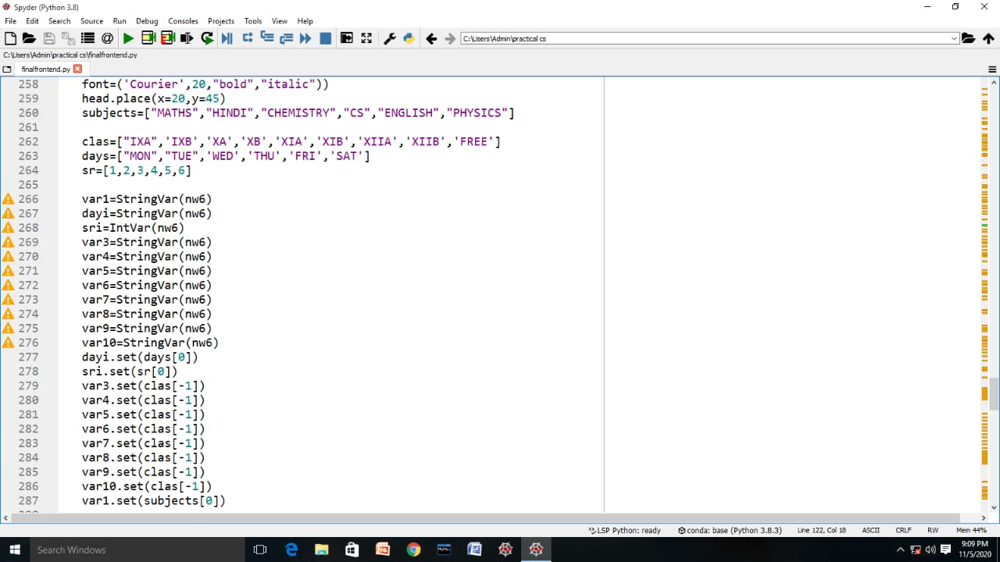 Spyder (Python 3.8)
File Edit Search Source Run Debug Consoles Projects Tools View Help
C:\Users\Admin\practical cs
C:\Users\Admin\practical cs\finalfrontend.py
finalfrontend.py
258 font=('Courier',20,"bold","italic"))
259 head.place(x=20,y=45)
260 subjects=["MATHS","HINDI","CHEMISTRY","CS","ENGLISH","PHYSICS"]
261
262 clas=["IXA",'IXB','XA','XB','XIA','XIB','XIIA','XIIB','FREE']
263 days=["MON","TUE",'WED','THU','FRI','SAT']
264 sr=[1,2,3,4,5,6]
265
266 var1=StringVar(nw6)
267 dayi=StringVar(nw6)
268 sri=IntVar(nw6)
269 var3=StringVar(nw6)
270 var4=StringVar(nw6)
271 var5=StringVar(nw6)
272 var6=StringVar(nw6)
273 var7=StringVar(nw6)
274 var8=StringVar(nw6)
275 var9=StringVar(nw6)
276 var10=StringVar(nw6)
277 dayi.set(days[0])
278 sri.set(sr[0])
279 var3.set(clas[-1])
280 var4.set(clas[-1])
281 var5.set(clas[-1])
282 var6.set(clas[-1])
283 var7.set(clas[-1])
284 var8.set(clas[-1])
285 var9.set(clas[-1])
286 var10.set(clas[-1])
287 var1.set(subjects[0])
LSP Python: ready conda: base (Python 3.8.3) Line 122, Col 18 ASCII CRLF RW Mem 44%
Search Windows
9:09 PM
11/5/2020